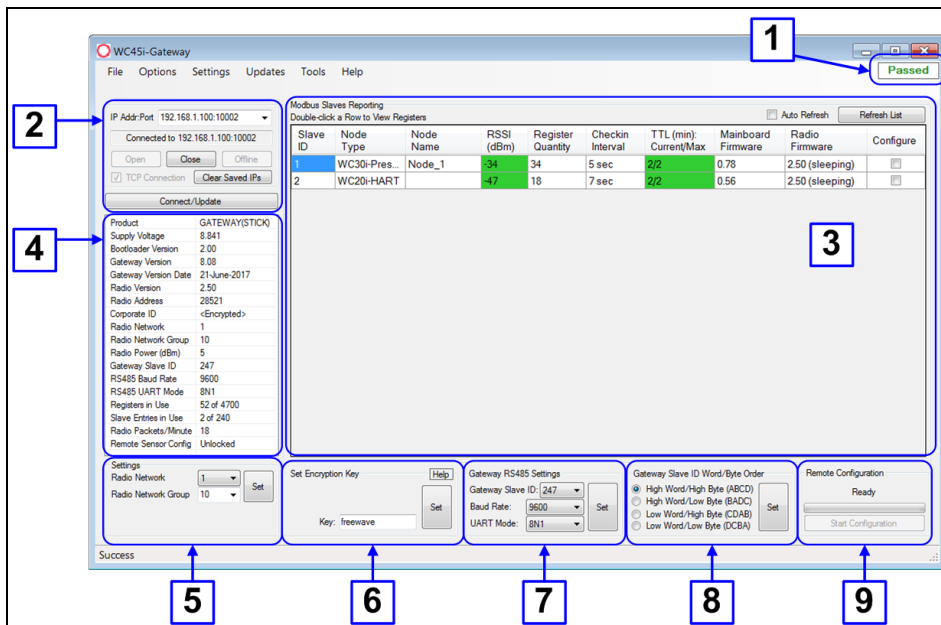 1
WC45i-Gateway
File Options Settings Updates Tools Help
Passed
2
IP Addr:Port 192.168.1.100:10002
Connected to 192.168.1.100:10002
Open Close Offline
TCP Connection Clear Saved IPs
Connect/Update
Modbus Slaves Reporting
Double-click a Row to View Registers
Auto Refresh Refresh List
Slave ID Node Type Node Name RSSI (dBm) Register Quantity Checkin Interval TTL (min): Current/Max Mainboard Firmware Radio Firmware Configure
1 WC30i-Pres... Node_1 -34 34 5 sec 2/2 0.78 2.50 (sleeping)
2 WC20i-HART -47 18 7 sec 2/2 0.56 2.50 (sleeping)
3
4
Product GATEWAY(STICK)
Supply Voltage 8.841
Bootloader Version 2.00
Gateway Version 8.08
Gateway Version Date 21-June-2017
Radio Version 2.50
Radio Address 28521
Corporate ID <Encrypted>
Radio Network 1
Radio Network Group 10
Radio Power (dBm) 5
Gateway Slave ID 247
RS485 Baud Rate 9600
RS485 UART Mode 8N1
Registers in Use 52 of 4700
Slave Entries in Use 2 of 240
Radio Packets/Minute 18
Remote Sensor Config Unlocked
Settings
Radio Network 1
Radio Network Group 10
Set
Set Encryption Key Help
Set
Key: freewave
Gateway RS485 Settings
Gateway Slave ID: 247
Baud Rate: 9600
UART Mode: 8N1
Set
Gateway Slave ID Word/Byte Order
High Word/High Byte (ABCD)
High Word/Low Byte (BADC)
Low Word/High Byte (CDAB)
Low Word/Low Byte (DCBA)
Set
Remote Configuration
Ready
Start Configuration
Success
5 6 7 8 9